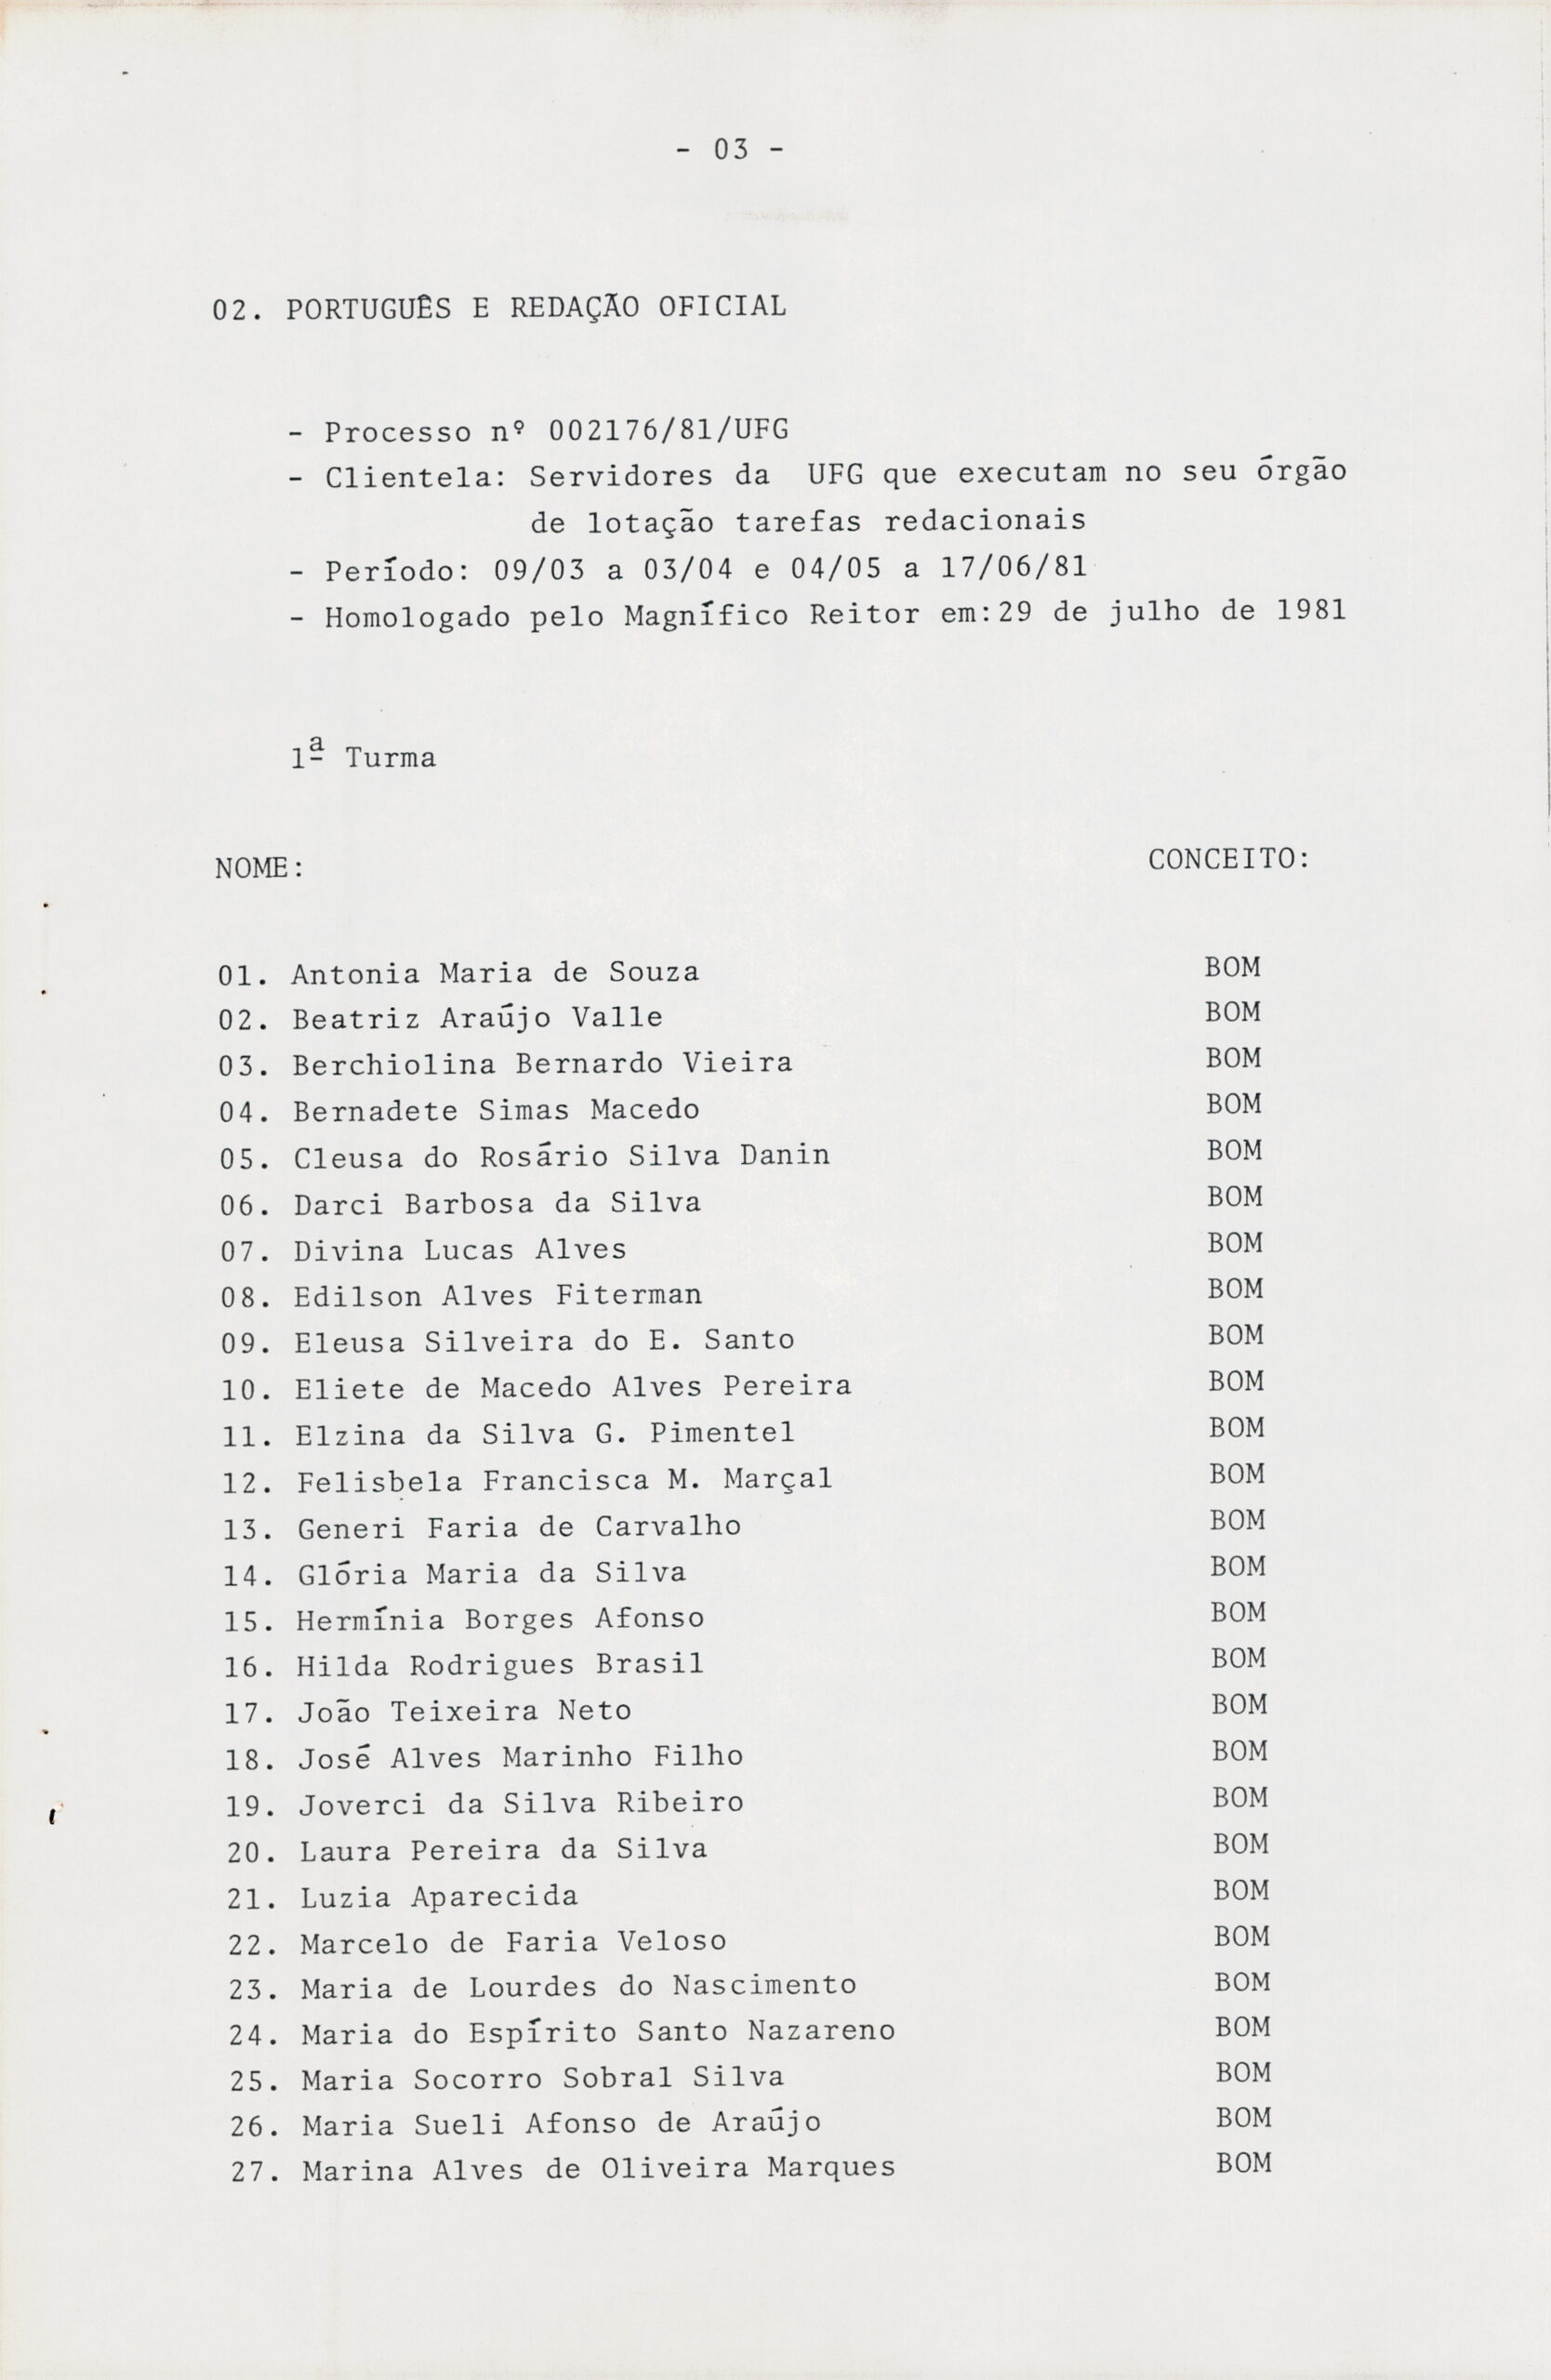 - 03 -
02. PORTUGUÊS E REDAÇÃO OFICIAL
- Processo nº 002176/81/UFG
- Clientela: Servidores da UFG que executam no seu órgão
de lotação tarefas redacionais
- Período: 09/03 a 03/04 e 04/05 a 17/06/81
- Homologado pelo Magnífico Reitor em:29 de julho de 1981
1ª Turma
NOME: CONCEITO:
01. Antonia Maria de Souza BOM
02. Beatriz Araújo Valle BOM
03. Berchiolina Bernardo Vieira BOM
04. Bernadete Simas Macedo BOM
05. Cleusa do Rosário Silva Danin BOM
06. Darci Barbosa da Silva BOM
07. Divina Lucas Alves BOM
08. Edilson Alves Fiterman BOM
09. Eleusa Silveira do E. Santo BOM
10. Eliete de Macedo Alves Pereira BOM
11. Elzina da Silva G. Pimentel BOM
12. Felisbela Francisca M. Marçal BOM
13. Generi Faria de Carvalho BOM
14. Glória Maria da Silva BOM
15. Hermínia Borges Afonso BOM
16. Hilda Rodrigues Brasil BOM
17. João Teixeira Neto BOM
18. José Alves Marinho Filho BOM
19. Joverci da Silva Ribeiro BOM
20. Laura Pereira da Silva BOM
21. Luzia Aparecida BOM
22. Marcelo de Faria Veloso BOM
23. Maria de Lourdes do Nascimento BOM
24. Maria do Espírito Santo Nazareno BOM
25. Maria Socorro Sobral Silva BOM
26. Maria Sueli Afonso de Araújo BOM
27. Marina Alves de Oliveira Marques BOM